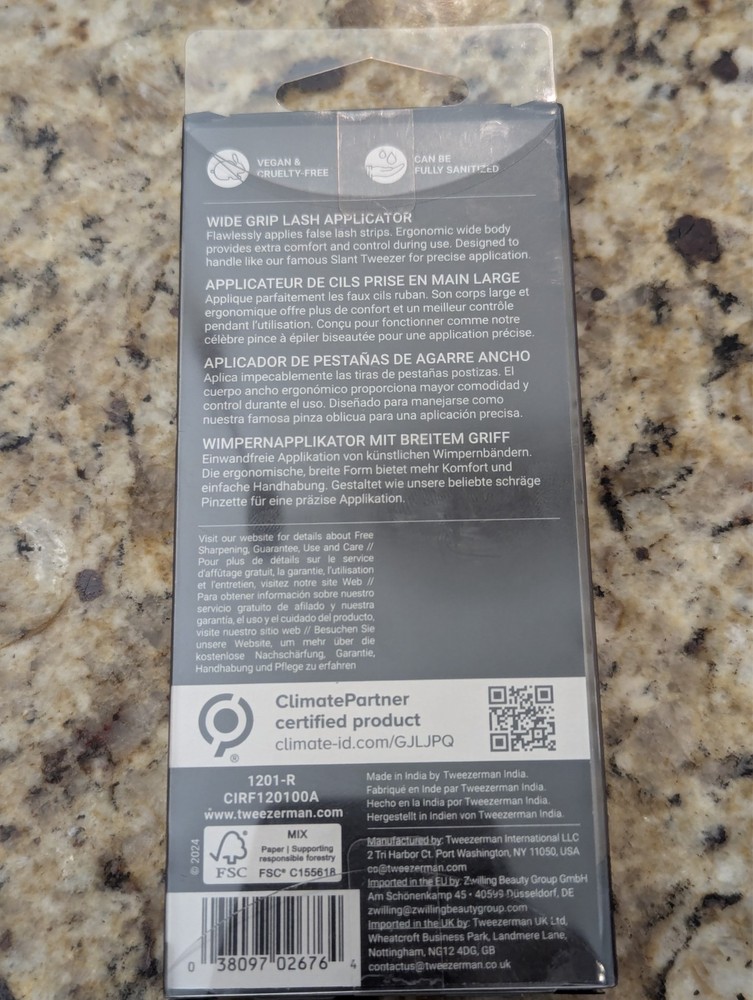 VEGAN &
CRUELTY-FREE
CAN BE
FULLY SANITIZED
WIDE GRIP LASH APPLICATOR
Flawlessly applies false lash strips. Ergonomic wide body
provides extra comfort and control during use. Designed to
handle like our famous Slant Tweezer for precise application.
APPLICATEUR DE CILS PRISE EN MAIN LARGE
Applique parfaitement les faux cils ruban. Son corps large et
ergonomique offre plus de confort et un meilleur contrôle
pendant l'utilisation. Conçu pour fonctionner comme notre
célèbre pince à épiler biseautée pour une application précise.
APLICADOR DE PESTAÑAS DE AGARRE ANCHO
Aplica impecablemente las tiras de pestañas postizas. El
cuerpo ancho ergonómico proporciona mayor comodidad y
control durante el uso. Diseñado para manejarse como
nuestra famosa pinza oblicua para una aplicación precisa.
WIMPERNAPPLIKATOR MIT BREITEM GRIFF
Einwandfreie Applikation von künstlichen Wimpernbändern.
Die ergonomische, breite Form bietet mehr Komfort und
einfache Handhabung. Gestaltet wie unsere beliebte schräge
Pinzette für eine präzise Applikation.
Visit our website for details about Free
Sharpening, Guarantee, Use and Care //
Pour plus de détails sur le service
d'affûtage gratuit, la garantie, l'utilisation
et l'entretien, visitez notre site Web //
Para obtener información sobre nuestro
servicio gratuito de afilado y nuestra
garantía, el uso y el cuidado del producto,
visite nuestro sitio web // Besuchen Sie
unsere Website, um mehr über die
kostenlose Nachschärfung, Garantie,
Handhabung und Pflege zu erfahren
ClimatePartner
certified product
climate-id.com/GJLJPQ
®
1201-R
CIRF120100A
www.tweezerman.com
© 2024
FSC
MIX
Paper | Supporting
responsible forestry
FSC® C155618
0 38097 02676 4
Made in India by Tweezerman India.
Fabriqué en Inde par Tweezerman India.
Hecho en la India por Tweezerman India.
Hergestellt in Indien von Tweezerman India.
Manufactured by: Tweezerman International LLC
2 Tri Harbor Ct. Port Washington, NY 11050, USA
cs@tweezerman.com
Imported in the EU by: Zwilling Beauty Group GmbH
Am Schönenkamp 45 • 40599 Düsseldorf, DE
zwilling@zwillingbeautygroup.com
Imported in the UK by: Tweezerman UK Ltd,
Wheatcroft Business Park, Landmere Lane,
Nottingham, NG12 4DG, GB
contactus@tweezerman.co.uk